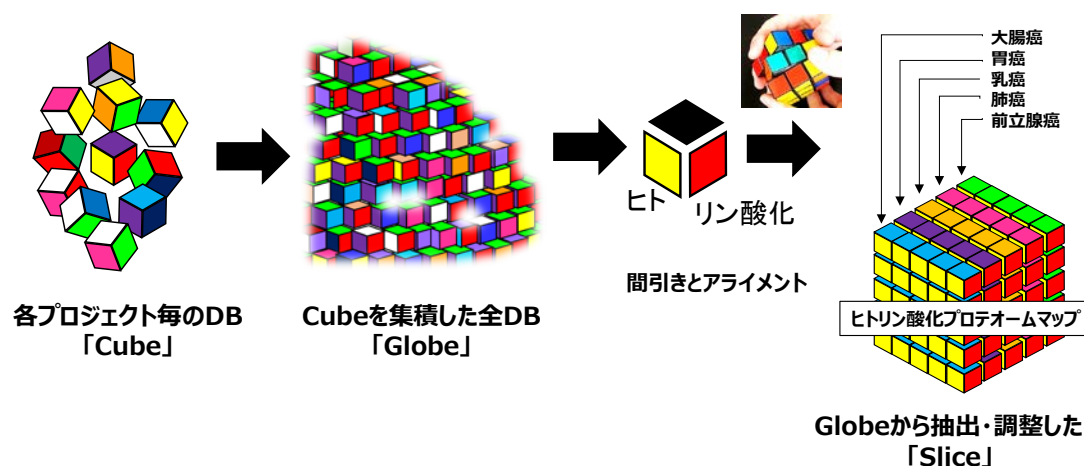 大腸癌
胃癌
乳癌
肺癌
前立腺癌
ヒト
リン酸化
間引きとアライメント
各プロジェクト毎のDB
「Cube」
Cubeを集積した全DB
「Globe」
ヒトリン酸化プロテオームマップ
Globeから抽出・調整した
「Slice」